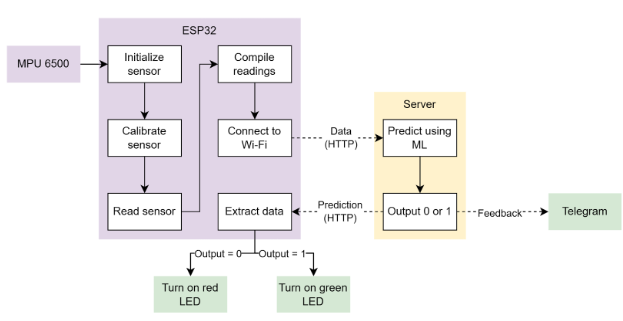 ESP32
MPU 6500
Initialize
sensor
Compile
readings
Server
Calibrate
sensor
Connect to
Wi-Fi
Data
(HTTP)
Predict using
ML
Read sensor
Extract data
Prediction
(HTTP)
Output 0 or 1
Feedback
Telegram
Output = 0
Output = 1
Turn on red
LED
Turn on green
LED